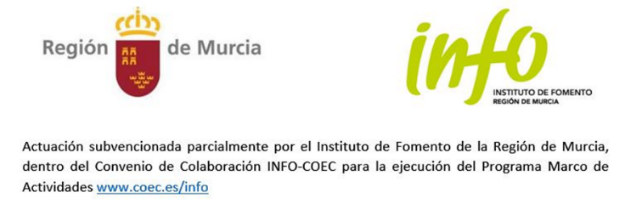 Región de Murcia
info
INSTITUTO DE FOMENTO
REGIÓN DE MURCIA
Actuación subvencionada parcialmente por el Instituto de Fomento de la Región de Murcia,
dentro del Convenio de Colaboración INFO-COEC para la ejecución del Programa Marco de
Actividades www.coec.es/info